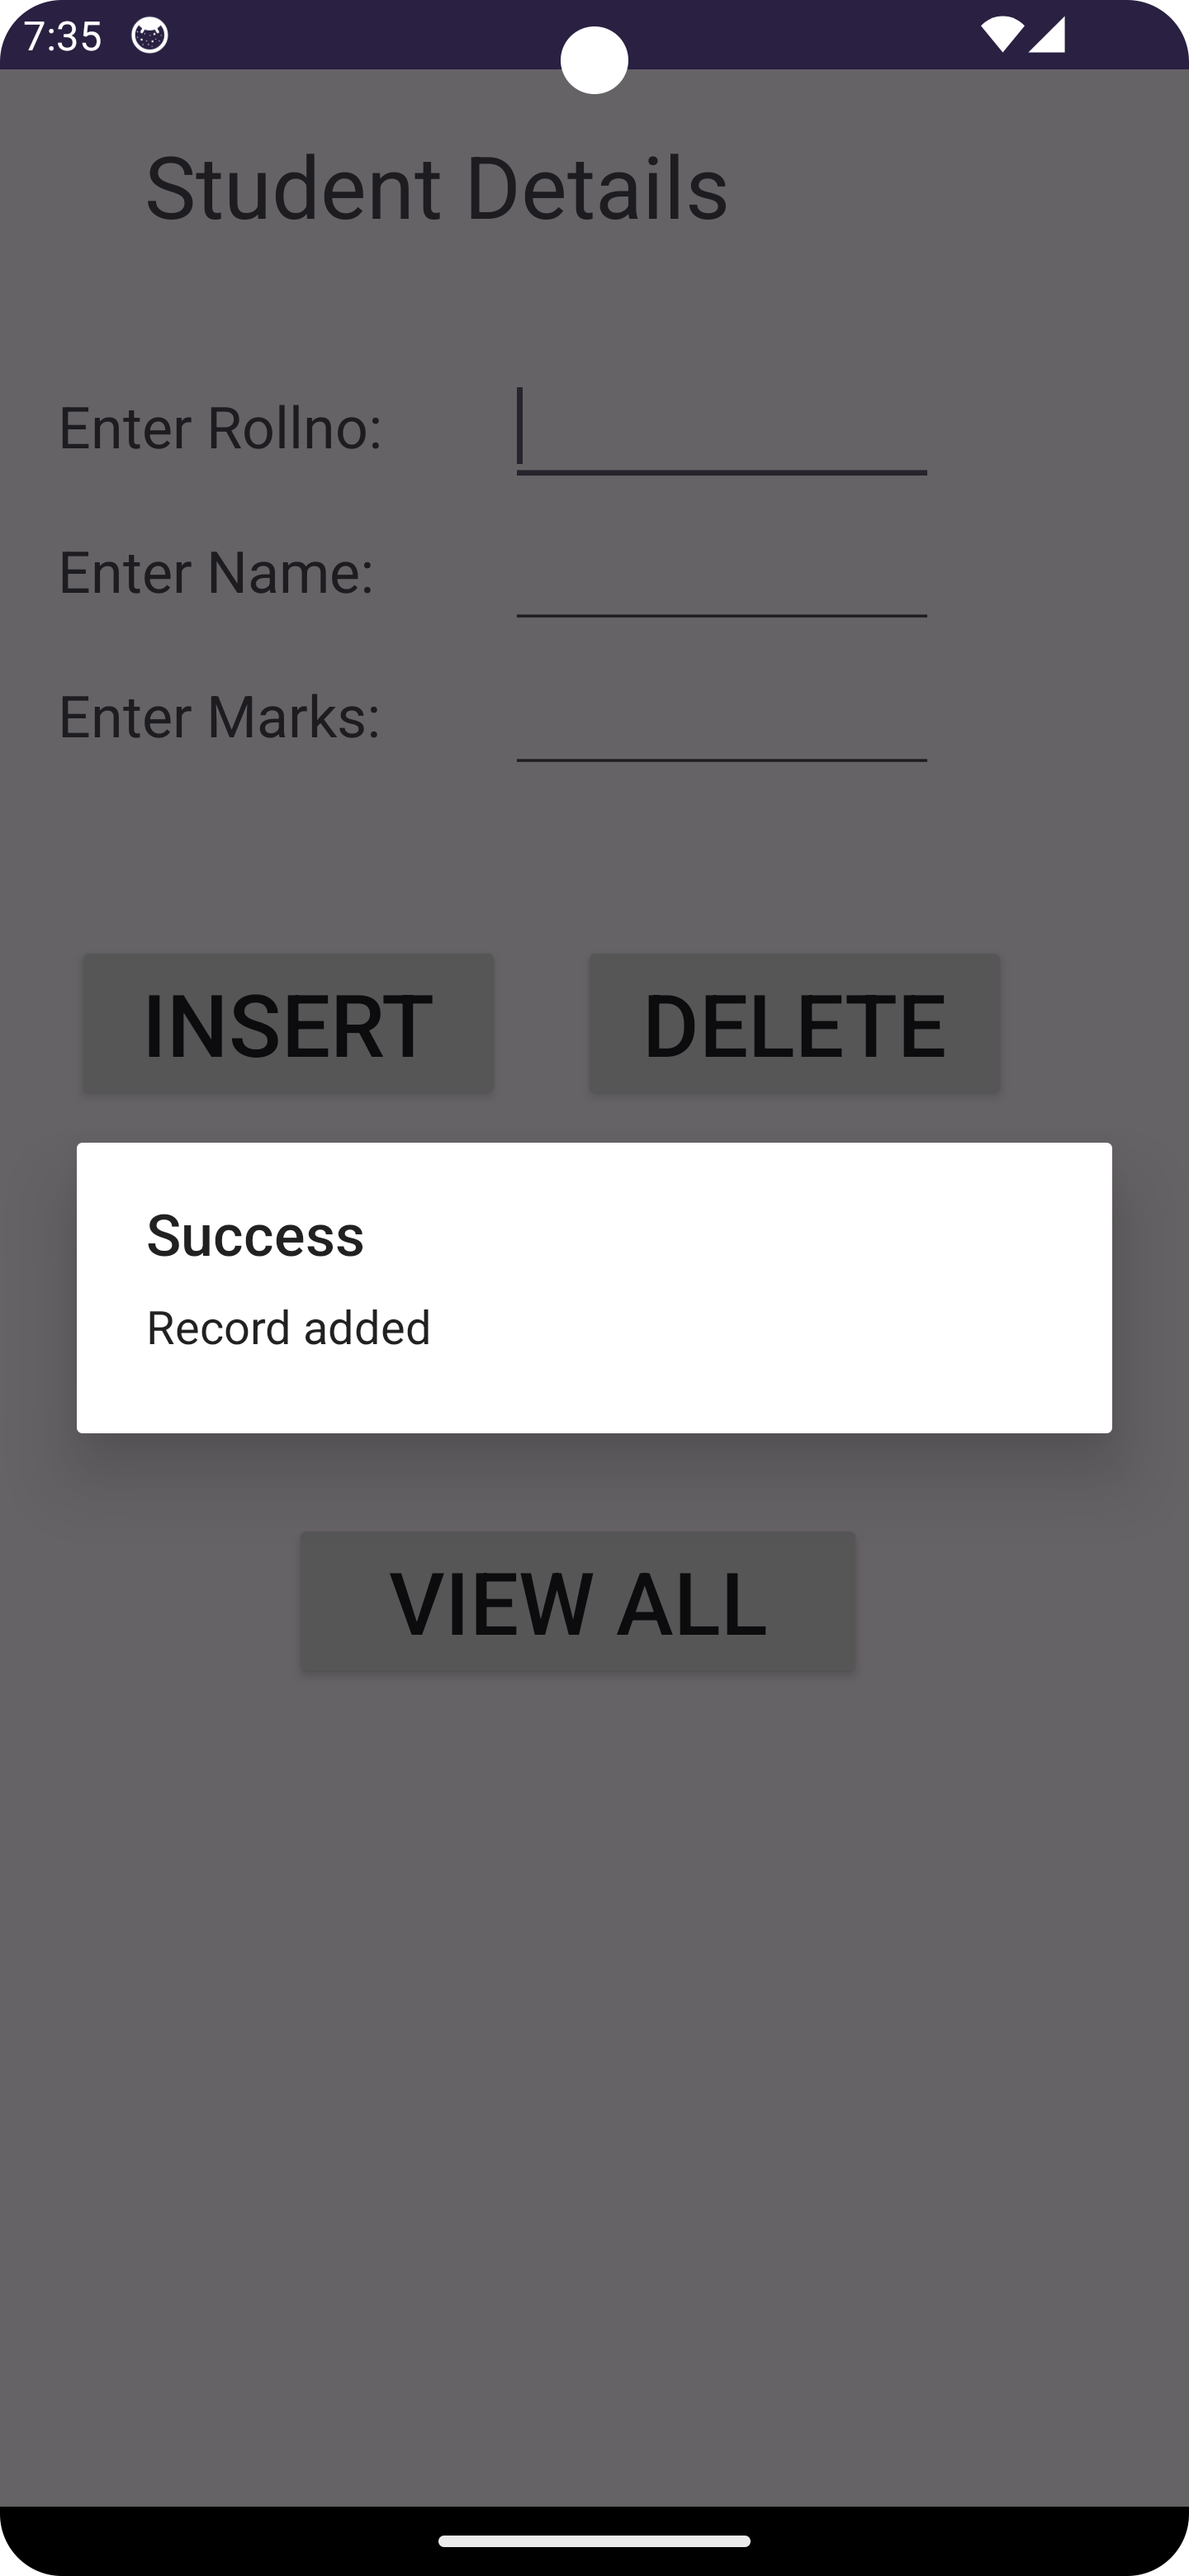 7:35
Student Details
Enter Rollno:
Enter Name:
Enter Marks:
INSERT DELETE
Success
Record added
VIEW ALL